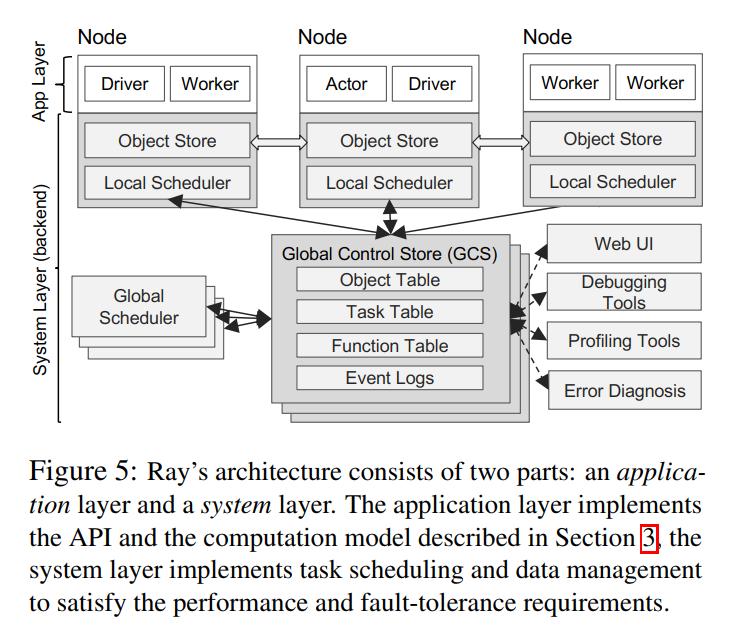 Node Node Node
App Layer
Driver Worker Actor Driver Worker Worker
System Layer (backend)
Object Store Object Store Object Store
Local Scheduler Local Scheduler Local Scheduler
Global Control Store (GCS)
Object Table
Task Table
Function Table
Event Logs
Global
Scheduler
Web UI
Debugging
Tools
Profiling Tools
Error Diagnosis
Figure 5: Ray's architecture consists of two parts: an applica-
tion layer and a system layer. The application layer implements
the API and the computation model described in Section 3, the
system layer implements task scheduling and data management
to satisfy the performance and fault-tolerance requirements.